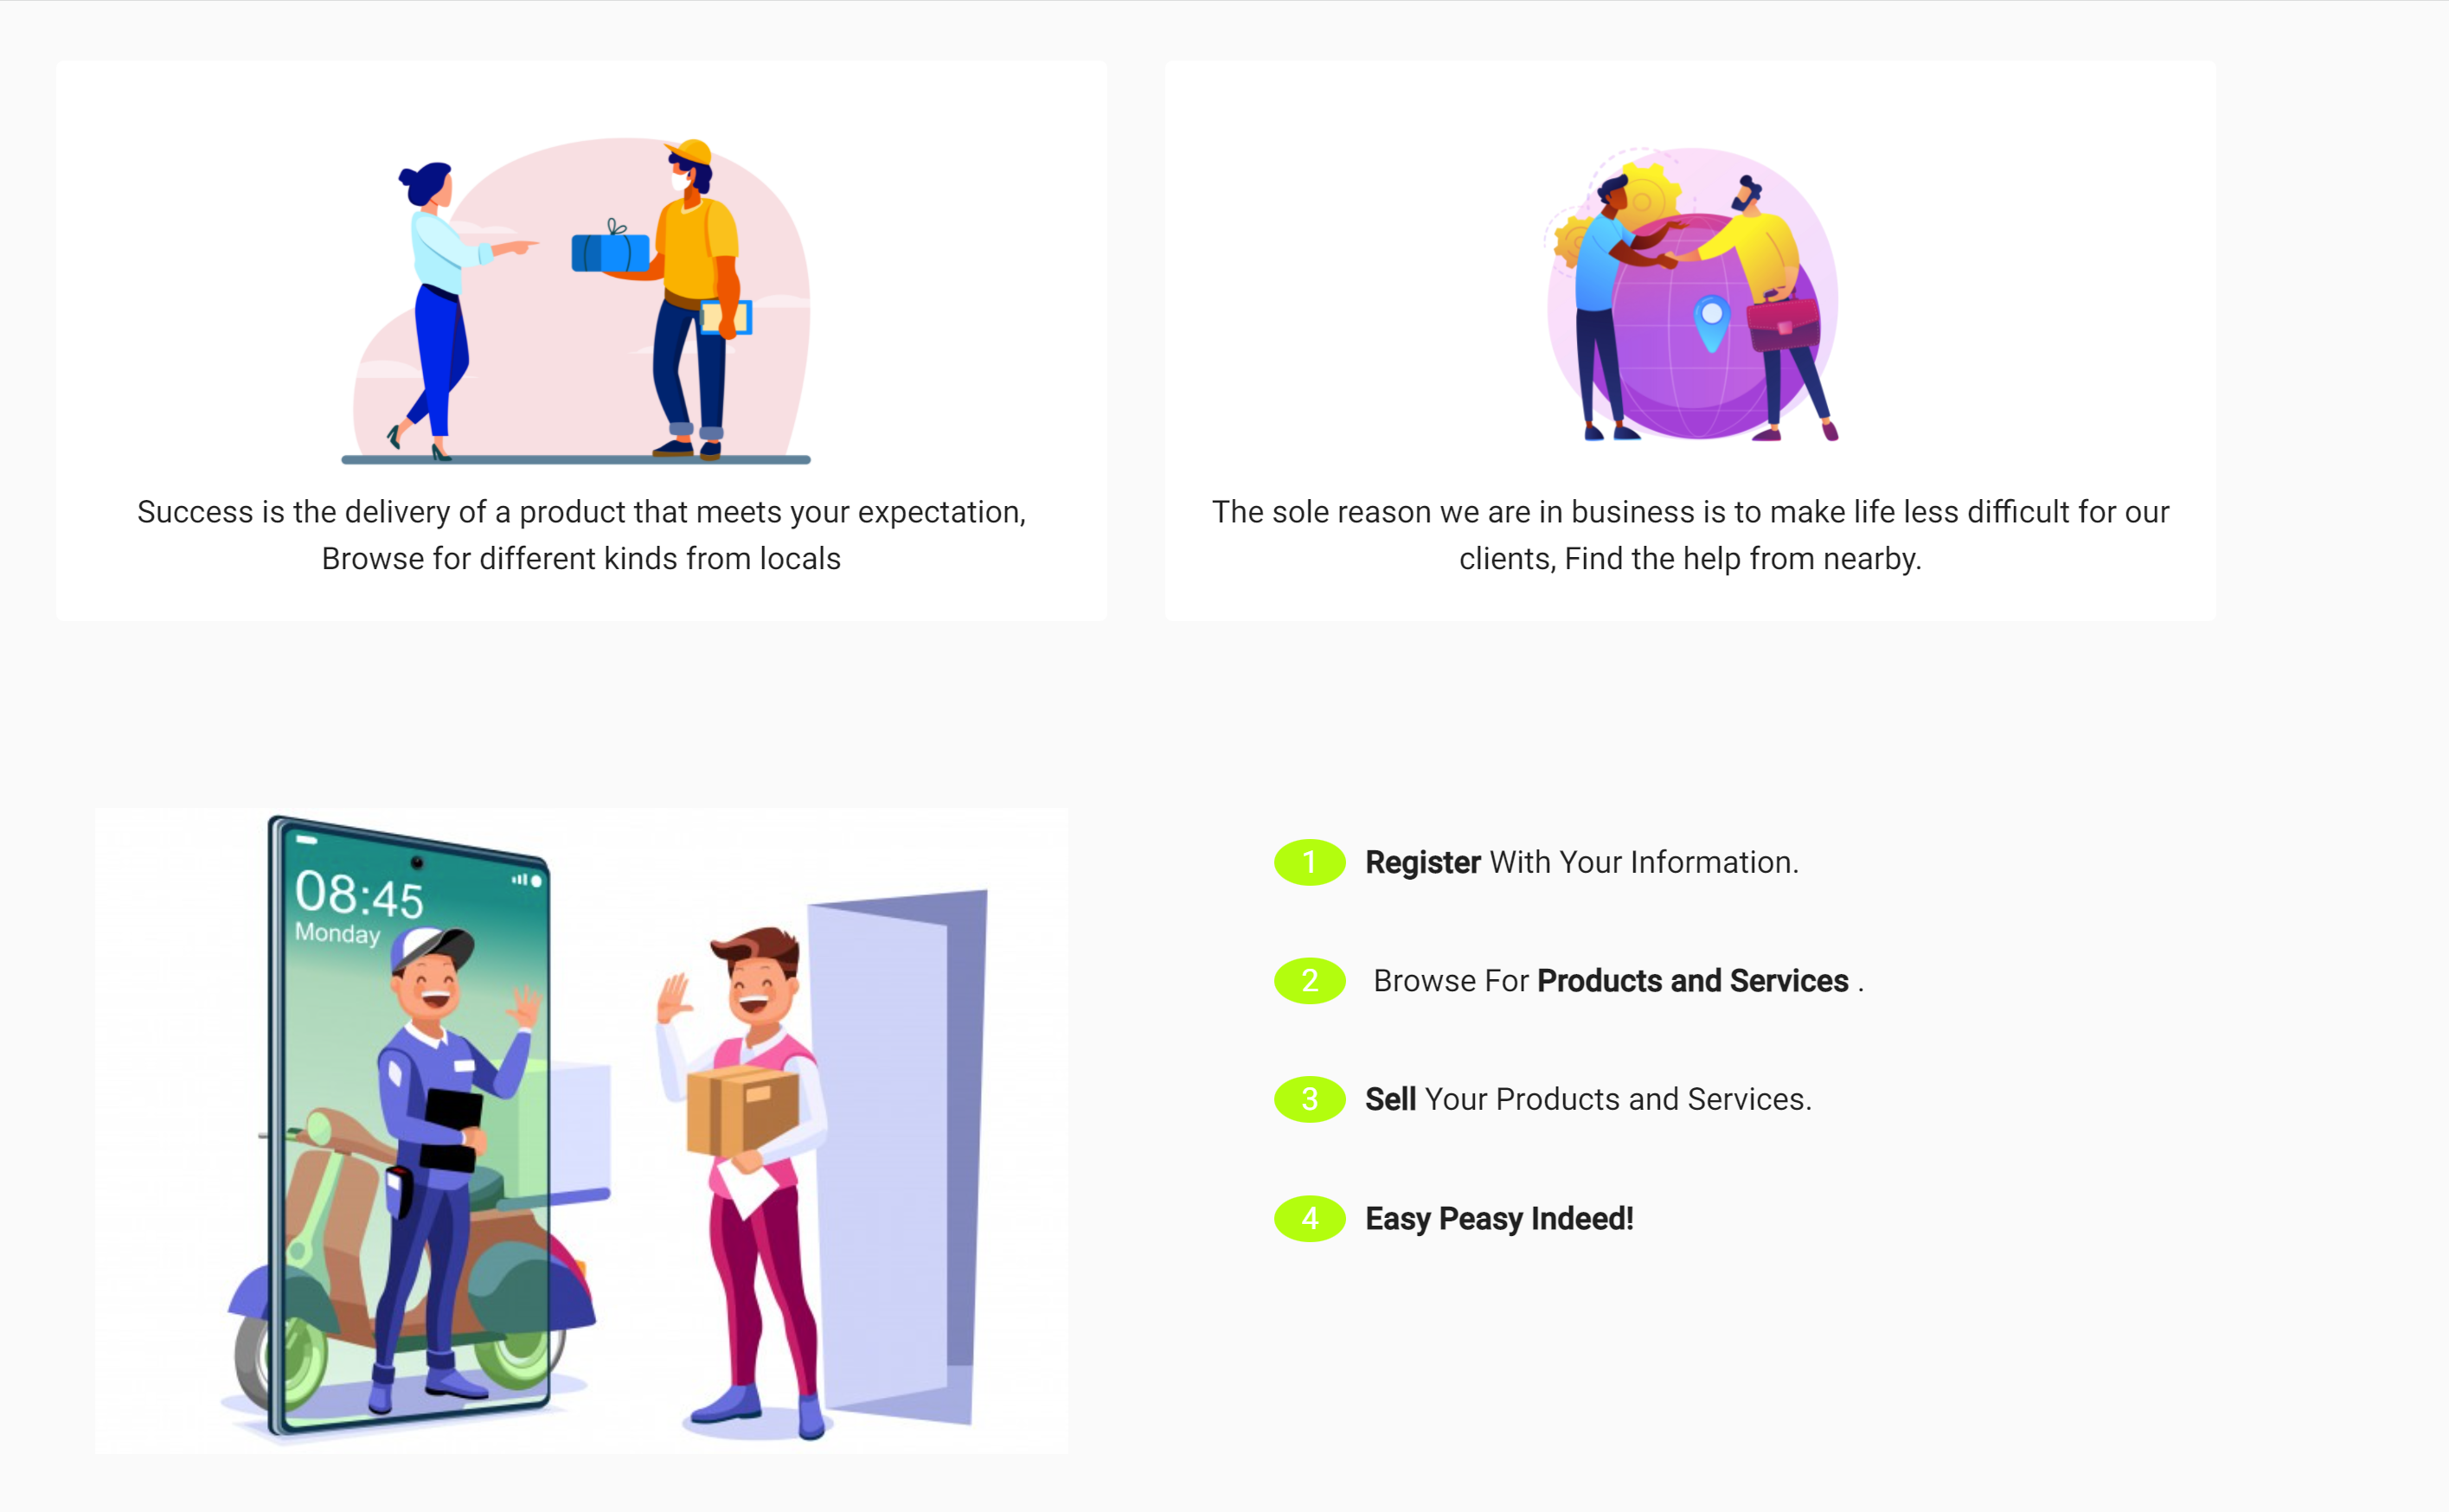 Success is the delivery of a product that meets your expectation,
Browse for different kinds from locals
The sole reason we are in business is to make life less difficult for our
clients, Find the help from nearby.
08:45
Monday
1 Register With Your Information.
2 Browse For Products and Services .
3 Sell Your Products and Services.
4 Easy Peasy Indeed!